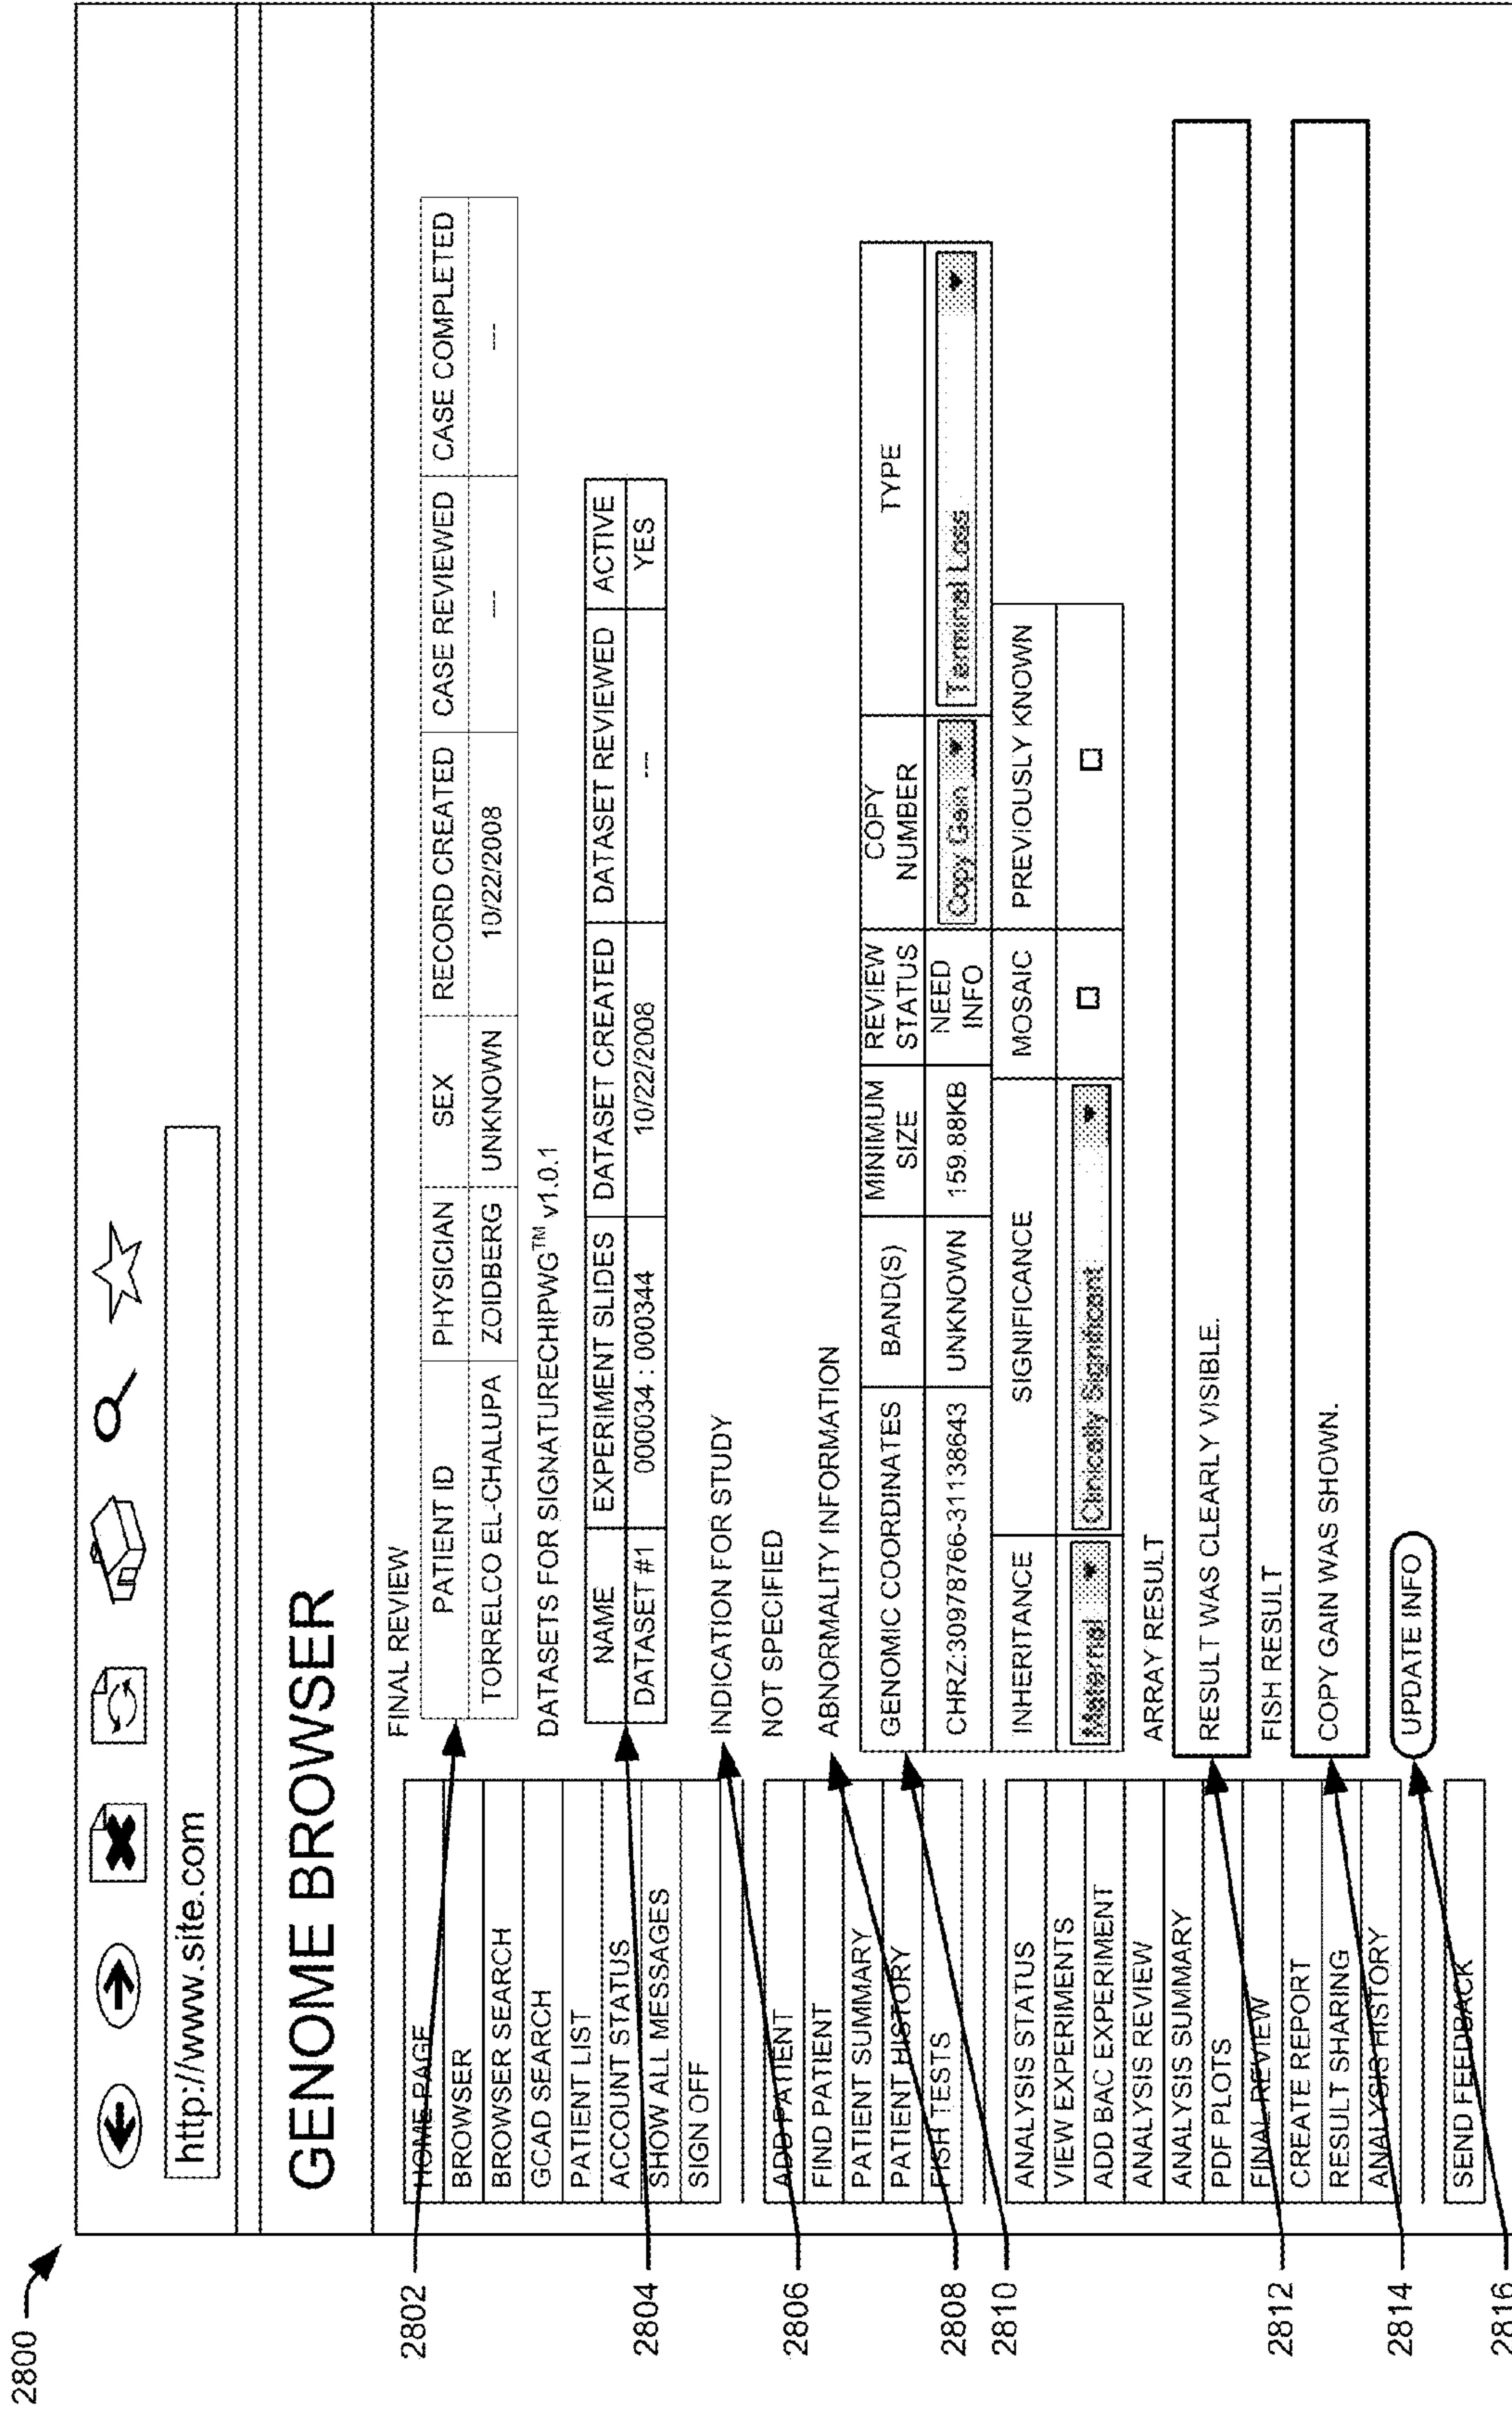 2800
http://www.site.com
GENOME BROWSER
2802
2804
2806
2808
2810
2812
2814
2816
HOME PAGE
BROWSER
BROWSER SEARCH
GCAD SEARCH
PATIENT LIST
ACCOUNT STATUS
SHOW ALL MESSAGES
SIGN OFF
ADD PATIENT
FIND PATIENT
PATIENT SUMMARY
PATIENT HISTORY
FISH TESTS
ANALYSIS STATUS
VIEW EXPERIMENTS
ADD BAC EXPERIMENT
ANALYSIS REVIEW
ANALYSIS SUMMARY
PDF PLOTS
FINAL REVIEW
CREATE REPORT
RESULT SHARING
ANALYSIS HISTORY
SEND FEEDBACK
FINAL REVIEW
PATIENT ID PHYSICIAN SEX RECORD CREATED CASE REVIEWED CASE COMPLETED
TORRELCO EL-CHALUPA ZOIDBERG UNKNOWN 10/22/2008 --- ---
DATASETS FOR SIGNATURECHIPWG™ v1.0.1
NAME EXPERIMENT SLIDES DATASET CREATED DATASET REVIEWED ACTIVE
DATASET #1 000034 : 000344 10/22/2008 --- YES
INDICATION FOR STUDY
NOT SPECIFIED
ABNORMALITY INFORMATION
GENOMIC COORDINATES BAND(S) MINIMUM SIZE REVIEW STATUS COPY NUMBER TYPE
CHRZ:30978766-31138643 UNKNOWN 159.88KB NEED INFO Copy Gain Terminal Loss
INHERITANCE SIGNIFICANCE MOSAIC PREVIOUSLY KNOWN
Maternal Clinically Significant
ARRAY RESULT
RESULT WAS CLEARLY VISIBLE.
FISH RESULT
COPY GAIN WAS SHOWN.
UPDATE INFO